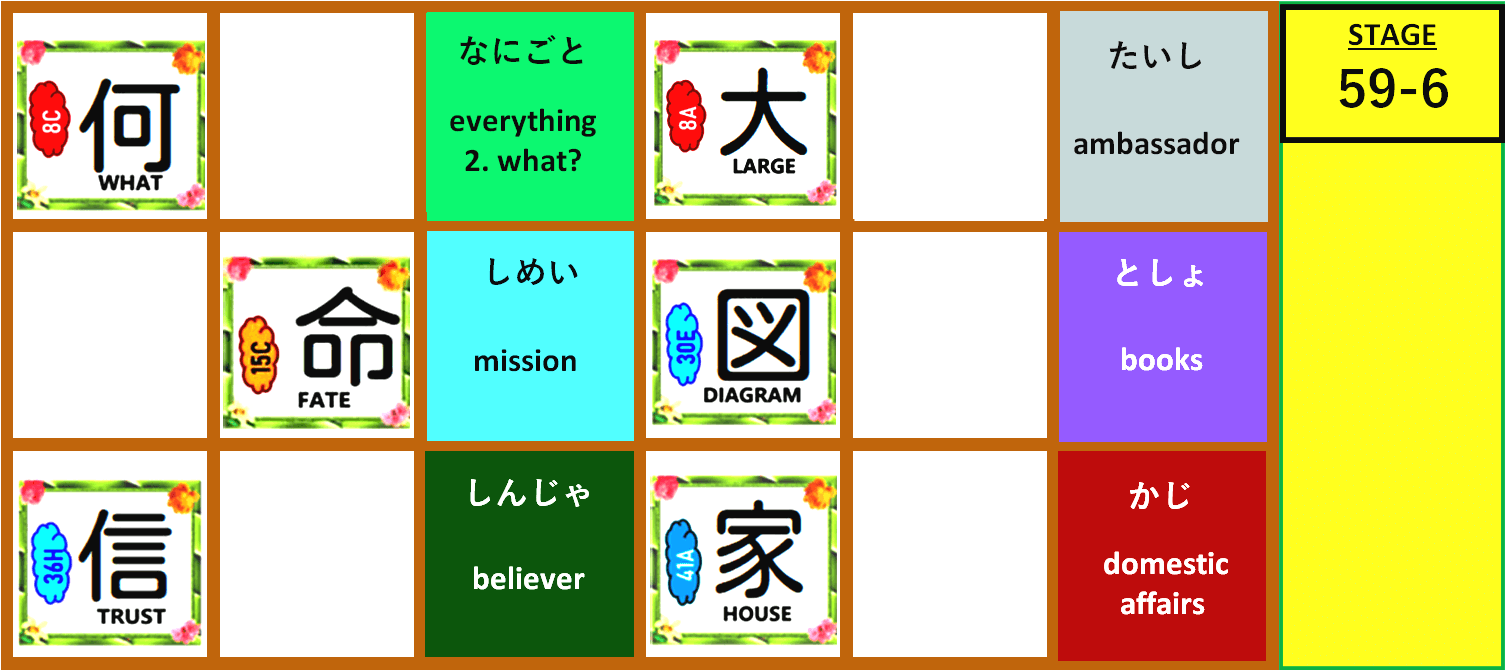 8C
何
WHAT
なにごと
everything
2. what?
8A
大
LARGE
たいし
ambassador
STAGE
59-6
15C
命
FATE
しめい
mission
30E
図
DIAGRAM
としょ
books
36H
信
TRUST
しんじゃ
believer
41A
家
HOUSE
かじ
domestic
affairs